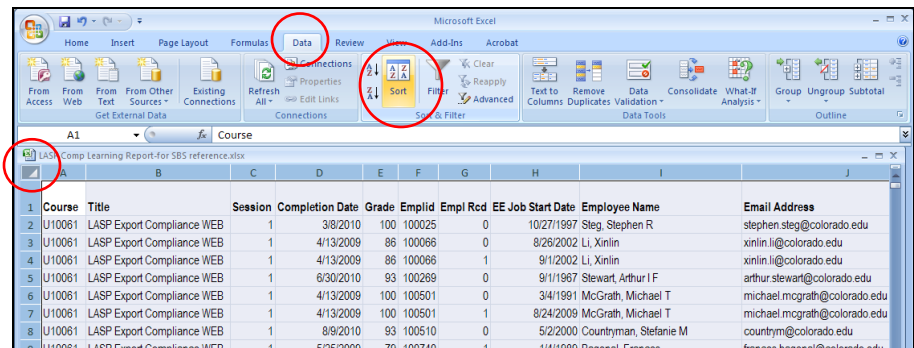 Microsoft Excel
Home Insert Page Layout Formulas Data Review View Add-Ins Acrobat
From Access
From Web
From Text
From Other Sources
Existing Connections
Get External Data
Refresh All
Connections
Properties
Edit Links
Connections
Sort
Filter
Clear
Reapply
Advanced
Sort & Filter
Text to Columns
Remove Duplicates
Data Validation
Consolidate
What-If Analysis
Data Tools
Group
Ungroup
Subtotal
Outline
A1 fx Course
LASP Comp Learning Report-for SBS reference.xlsx
A B C D E F G H I J
1 Course Title Session Completion Date Grade Emplid Empl Rcd EE Job Start Date Employee Name Email Address
2 U10061 LASP Export Compliance WEB 1 3/8/2010 100 100025 0 10/27/1997 Steg, Stephen R stephen.steg@colorado.edu
3 U10061 LASP Export Compliance WEB 1 4/13/2009 86 100066 0 8/26/2002 Li, Xinlin xinlin.li@colorado.edu
4 U10061 LASP Export Compliance WEB 1 4/13/2009 86 100066 1 9/1/2002 Li, Xinlin xinlin.li@colorado.edu
5 U10061 LASP Export Compliance WEB 1 6/30/2010 93 100269 0 9/1/1967 Stewart, Arthur I F arthur.stewart@colorado.edu
6 U10061 LASP Export Compliance WEB 1 4/13/2009 100 100501 0 3/4/1991 McGrath, Michael T michael.mcgrath@colorado.edu
7 U10061 LASP Export Compliance WEB 1 4/13/2009 100 100501 1 8/24/2009 McGrath, Michael T michael.mcgrath@colorado.edu
8 U10061 LASP Export Compliance WEB 1 8/9/2010 93 100510 0 5/2/2000 Countryman, Stefanie M countrym@colorado.edu
U10061 LASP Export Compliance WEB 1